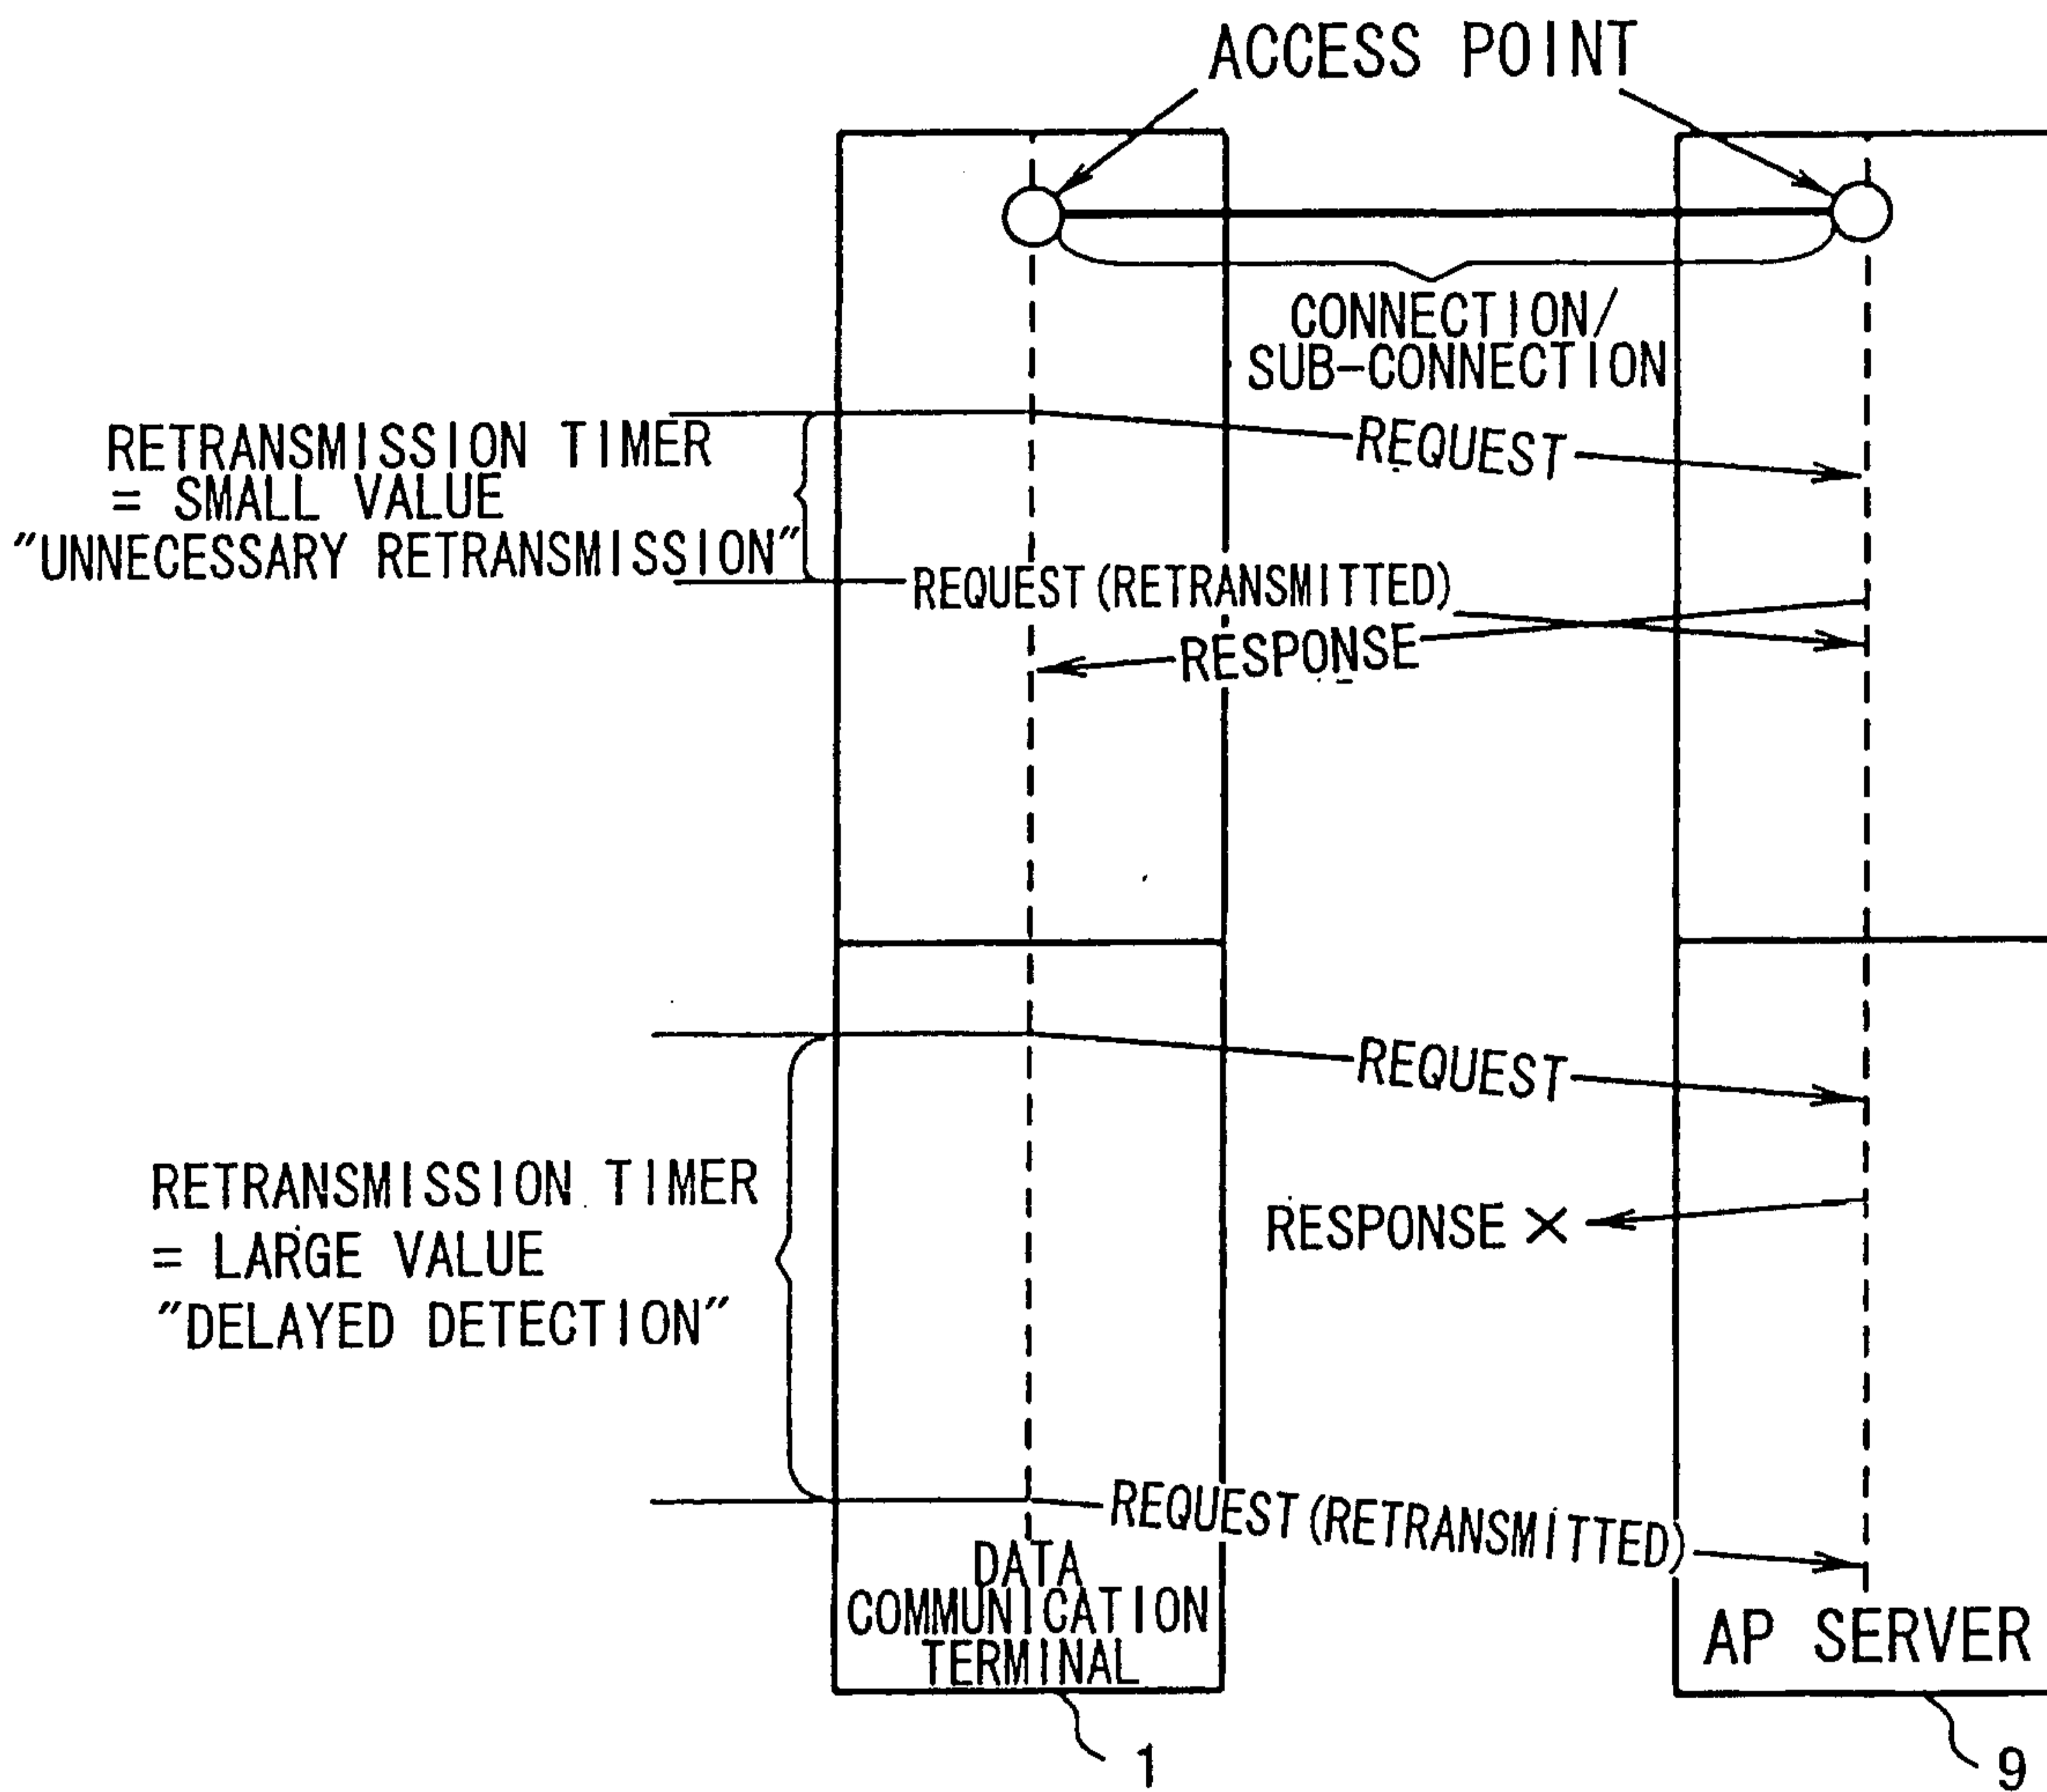 ACCESS POINT
CONNECTION/
SUB-CONNECTION
RETRANSMISSION TIMER
= SMALL VALUE
"UNNECESSARY RETRANSMISSION"
REQUEST
REQUEST (RETRANSMITTED)
RESPONSE
REQUEST
RETRANSMISSION TIMER
= LARGE VALUE
"DELAYED DETECTION"
RESPONSE ×
REQUEST (RETRANSMITTED)
DATA
COMMUNICATION
TERMINAL
AP SERVER
1
9